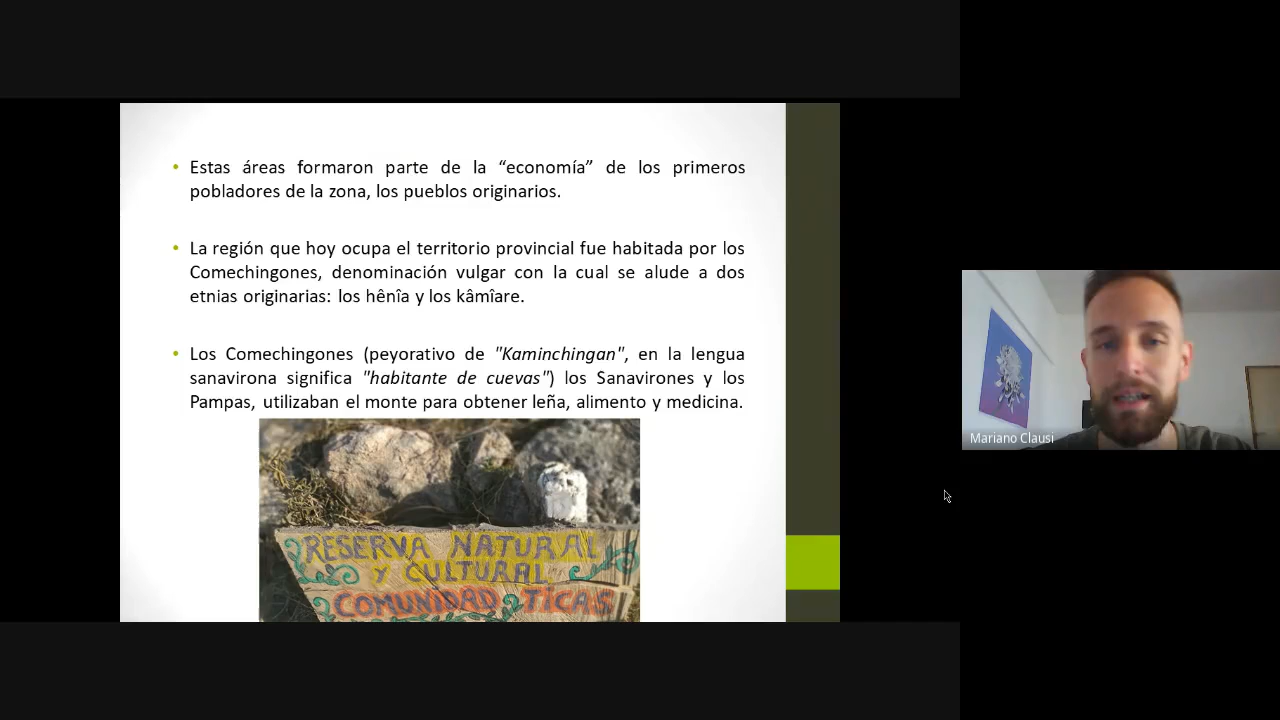 Estas áreas formaron parte de la “economía” de los primeros
pobladores de la zona, los pueblos originarios.
La región que hoy ocupa el territorio provincial fue habitada por los
Comechingones, denominación vulgar con la cual se alude a dos
etnias originarias: los hênîa y los kâmîare.
Los Comechingones (peyorativo de "Kaminchingan", en la lengua
sanavirona significa "habitante de cuevas") los Sanavirones y los
Pampas, utilizaban el monte para obtener leña, alimento y medicina.
RESERVA NATURAL
Y CULTURAL
COMUNIDAD TICAS
Mariano Clausi